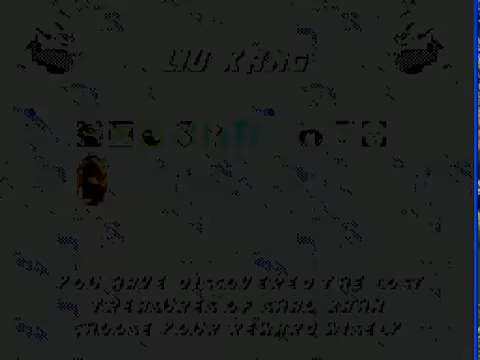 LIU KANG
YOU HAVE DISCOVERED THE LOST
TREASURES OF SHAO KAHN
CHOOSE YOUR REWARD WISELY